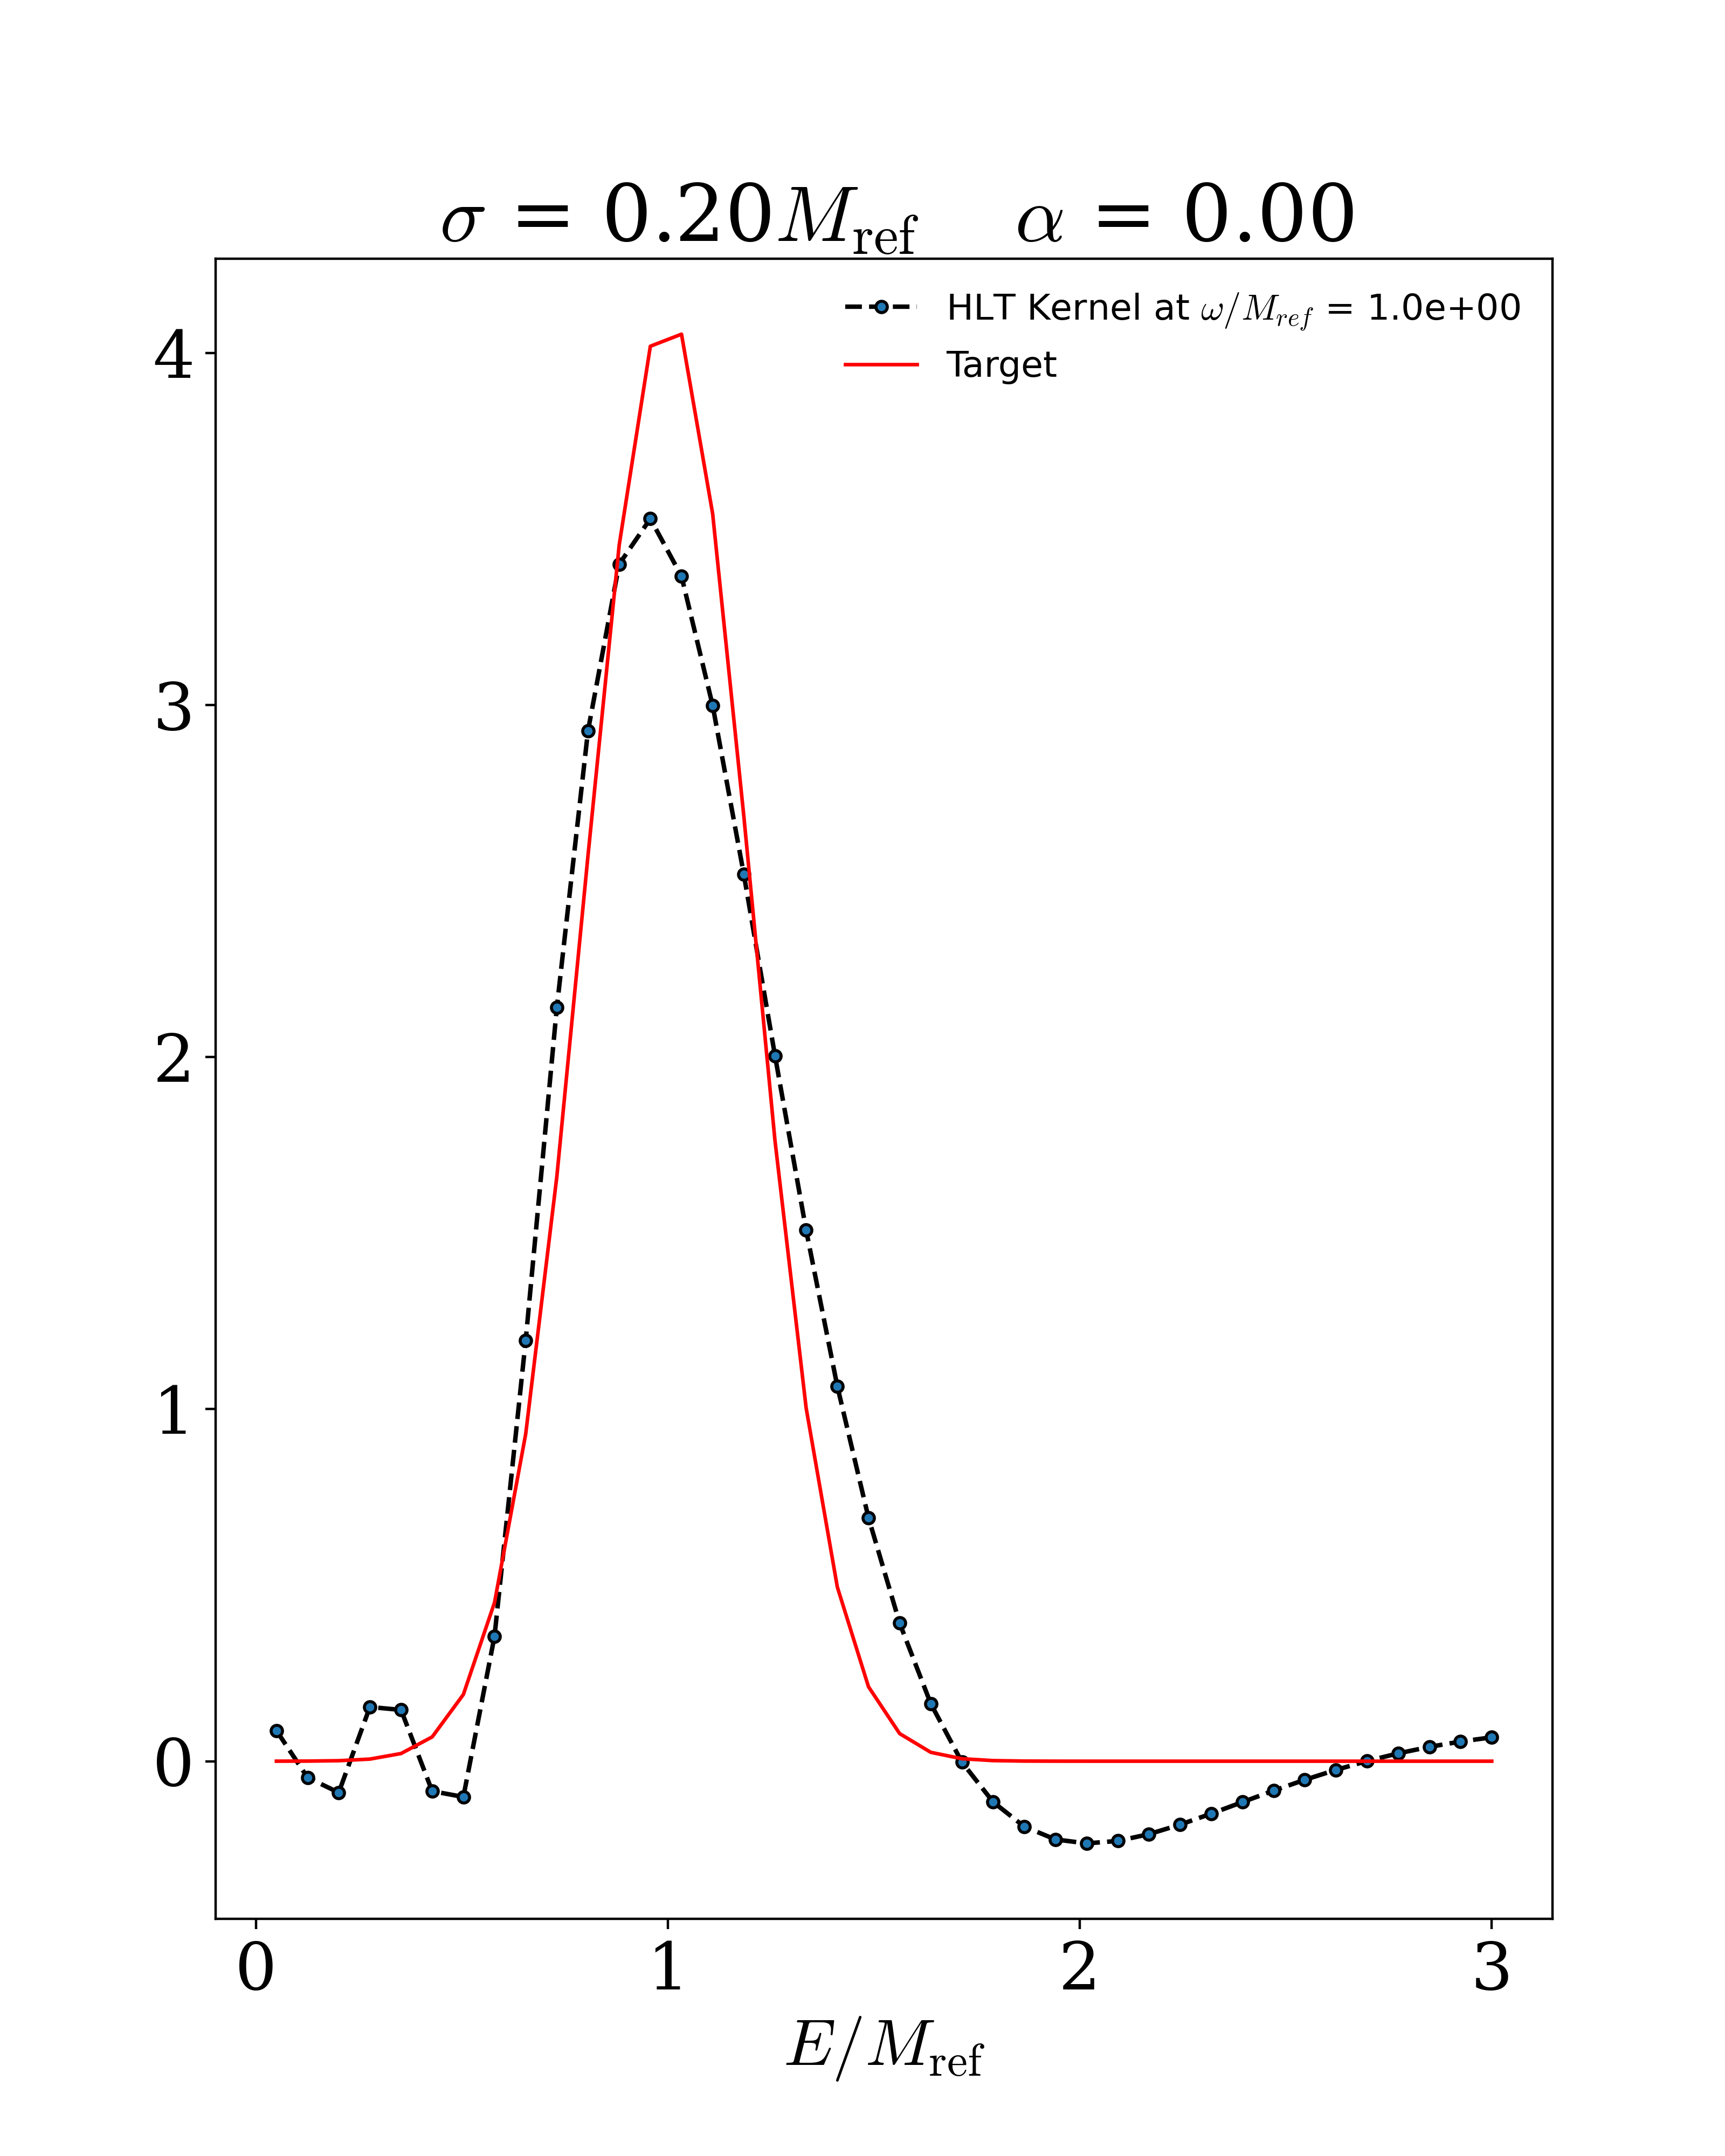 σ = 0.20M_ref α = 0.00
HLT Kernel at ω/M_ref = 1.0e+00
Target
4
3
2
1
0
0 1 2 3
E/M_ref